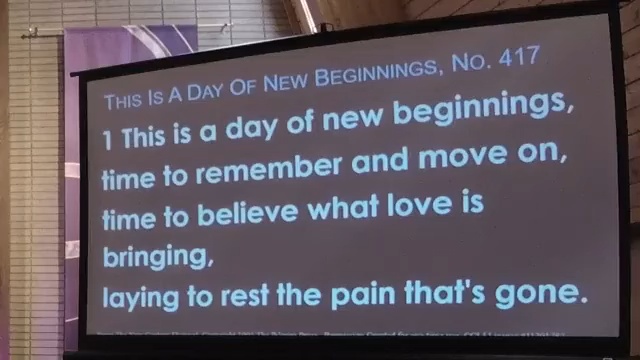 THIS IS A DAY OF NEW BEGINNINGS, NO. 417
1 This is a day of new beginnings,
time to remember and move on,
time to believe what love is
bringing,
laying to rest the pain that's gone.